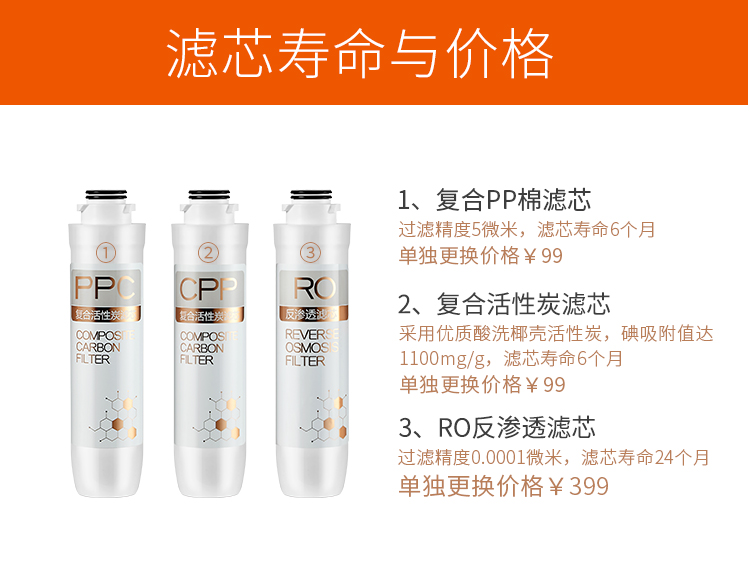 滤芯寿命与价格
①
PPC
复合活性炭滤芯
COMPOSIT
CARBON
FILTER
②
CPP
复合活性炭滤芯
COMPOSIT
CARBON
FILTER
③
RO
反渗透滤芯
REVERSE
OSMOSIS
FILTER
1、复合PP棉滤芯
过滤精度5微米，滤芯寿命6个月
单独更换价格￥99
2、复合活性炭滤芯
采用优质酸洗椰壳活性炭，碘吸附值达
1100mg/g，滤芯寿命6个月
单独更换价格￥99
3、RO反渗透滤芯
过滤精度0.0001微米，滤芯寿命24个月
单独更换价格￥399